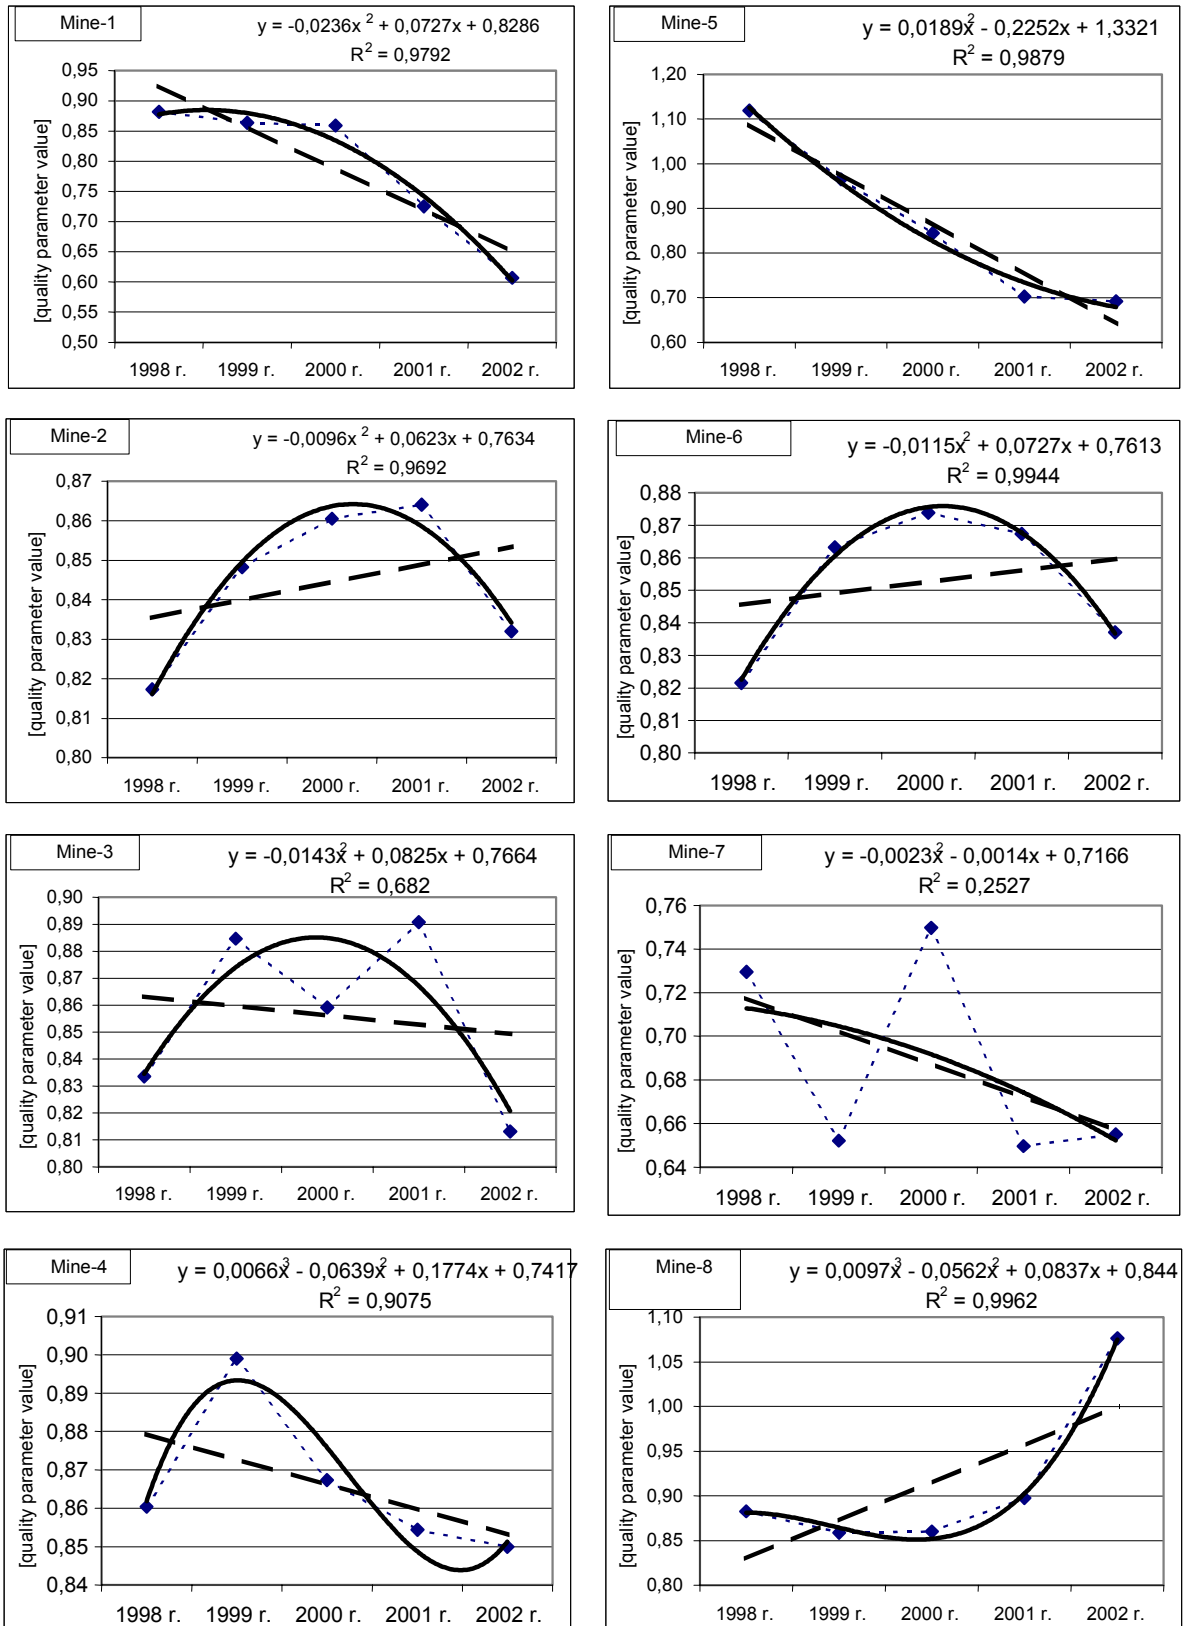 Mine-1
y = -0,0236x² + 0,0727x + 0,8286
R² = 0,9792
[quality parameter value]
0,95
0,90
0,85
0,80
0,75
0,70
0,65
0,60
0,55
0,50
1998 r. 1999 r. 2000 r. 2001 r. 2002 r.
Mine-5
y = 0,0189x² - 0,2252x + 1,3321
R² = 0,9879
[quality parameter value]
1,20
1,10
1,00
0,90
0,80
0,70
0,60
1998 r. 1999 r. 2000 r. 2001 r. 2002 r.
Mine-2
y = -0,0096x² + 0,0623x + 0,7634
R² = 0,9692
[quality parameter value]
0,87
0,86
0,85
0,84
0,83
0,82
0,80
1998 r. 1999 r. 2000 r. 2001 r. 2002 r.
Mine-6
y = -0,0115x² + 0,0727x + 0,7613
R² = 0,9944
[quality parameter value]
0,88
0,87
0,86
0,85
0,84
0,83
0,82
0,80
0,80
1998 r. 1999 r. 2000 r. 2001 r. 2002 r.
Mine-3
y = -0,0143x² + 0,0825x + 0,7664
R² = 0,682
[quality parameter value]
0,90
0,89
0,88
0,87
0,86
0,85
0,84
0,83
0,82
0,81
0,80
1998 r. 1999 r. 2000 r. 2001 r. 2002 r.
Mine-7
y = -0,0023x² - 0,0014x + 0,7166
R² = 0,2527
[quality parameter value]
0,76
0,74
0,72
0,70
0,68
0,66
0,64
1998 r. 1999 r. 2000 r. 2001 r. 2002 r.
Mine-4
y = 0,0066x³ - 0,0639x² + 0,1774x + 0,7417
R² = 0,9075
[quality parameter value]
0,91
0,90
0,89
0,88
0,87
0,86
0,85
0,84
1998 r. 1999 r. 2000 r. 2001 r. 2002 r.
Mine-8
y = 0,0097x³ - 0,0562x² + 0,0837x + 0,844
R² = 0,9962
[quality parameter value]
1,10
1,05
1,00
0,95
0,90
0,85
0,80
1998 r. 1999 r. 2000 r. 2001 r. 2002 r.